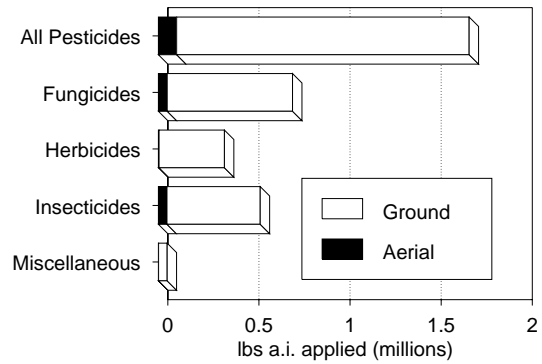 All Pesticides
Fungicides
Herbicides
Insecticides
Miscellaneous
Ground
Aerial
0 0.5 1 1.5 2
lbs a.i. applied (millions)